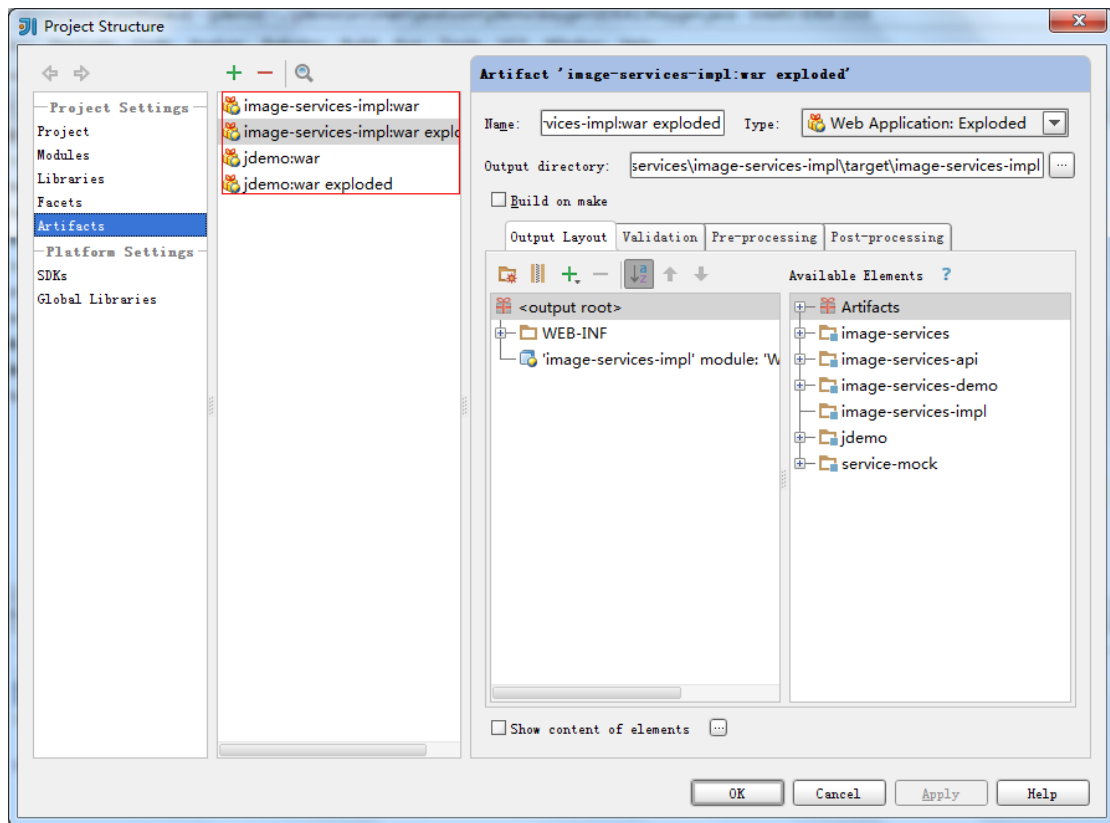 Project Structure
Project Settings
Project
Modules
Libraries
Facets
Artifacts
Platform Settings
SDKs
Global Libraries
image-services-impl:war
image-services-impl:war explo
jdemo:war
jdemo:war exploded
Artifact 'image-services-impl:war exploded'
Name: vices-impl:war exploded Type: Web Application: Exploded
Output directory: services\image-services-impl\target\image-services-impl ...
Build on make
Output Layout Validation Pre-processing Post-processing
Available Elements ?
<output root>
WEB-INF
'image-services-impl' module: 'W
Artifacts
image-services
image-services-api
image-services-demo
image-services-impl
jdemo
service-mock
Show content of elements ...
OK Cancel Apply Help